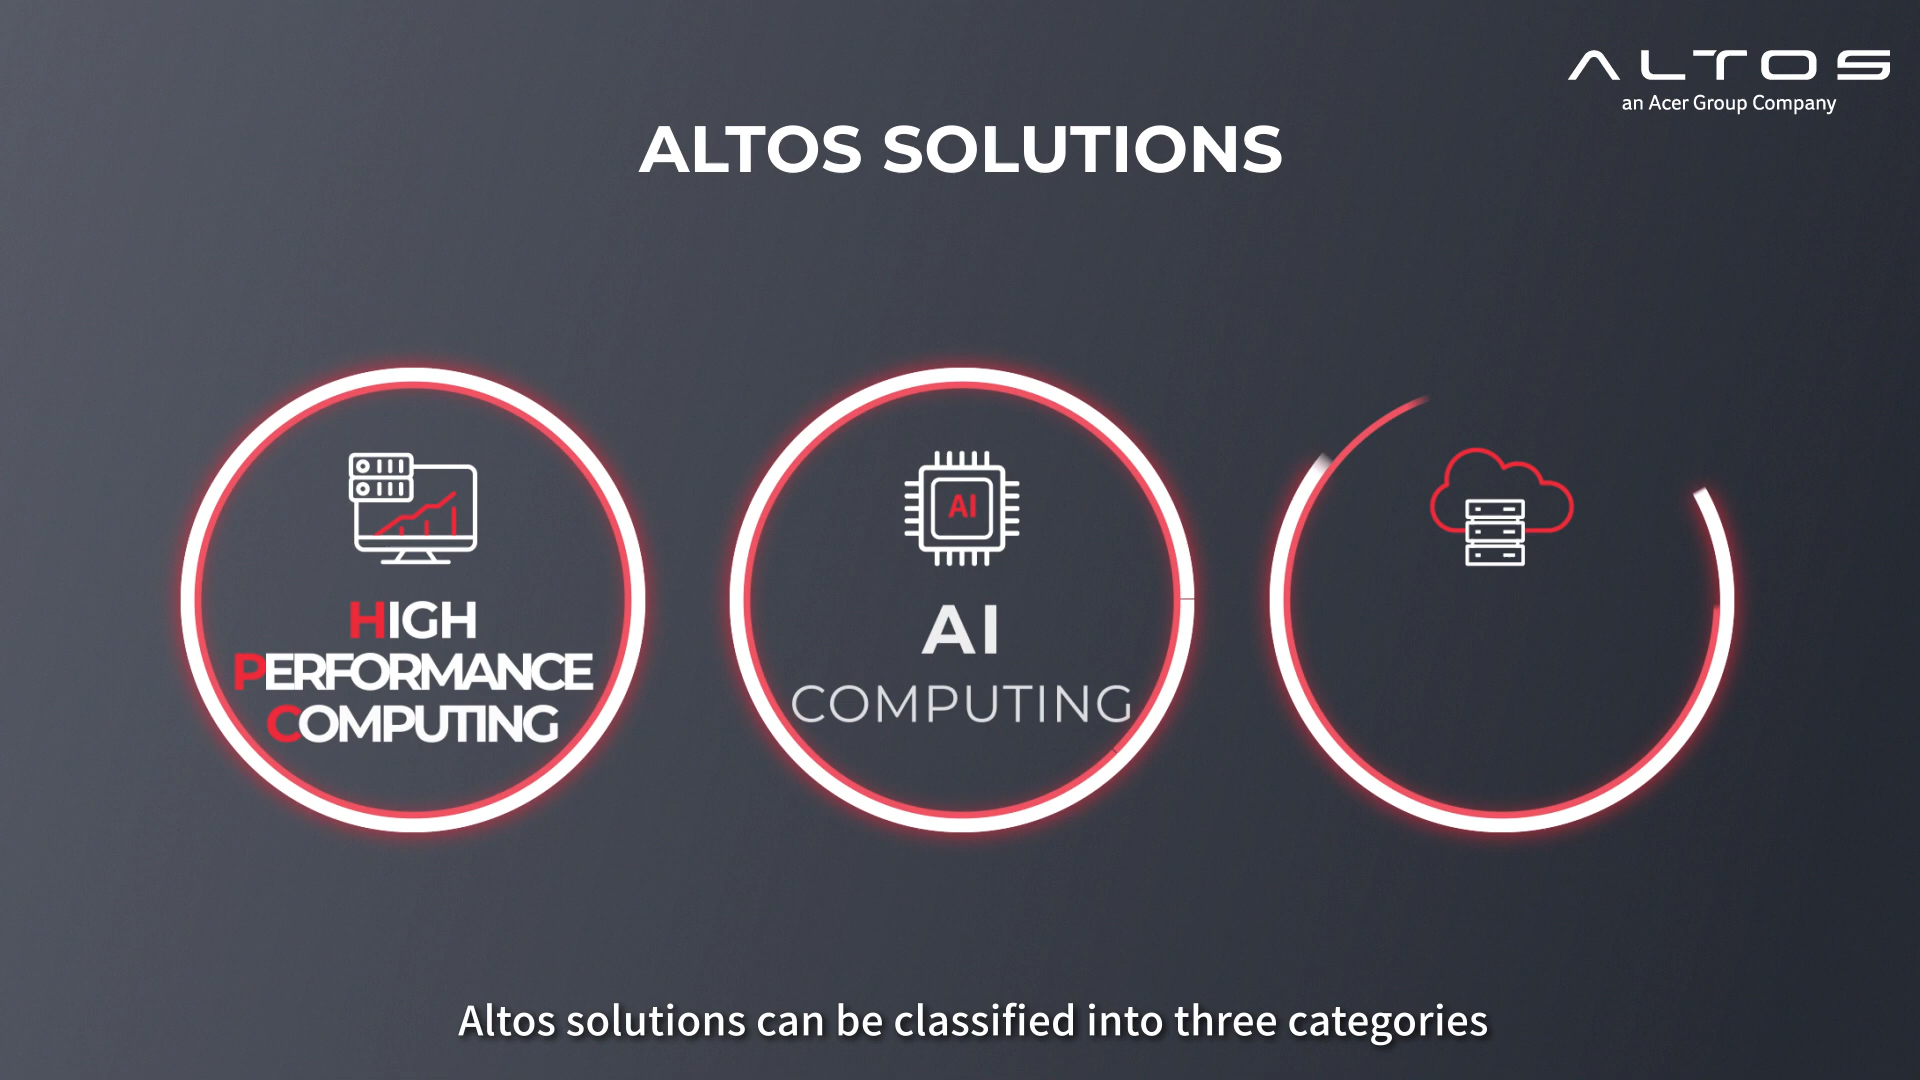 ALTOS
an Acer Group Company
ALTOS SOLUTIONS
HIGH
PERFORMANCE
COMPUTING
AI
AI
COMPUTING
Altos solutions can be classified into three categories